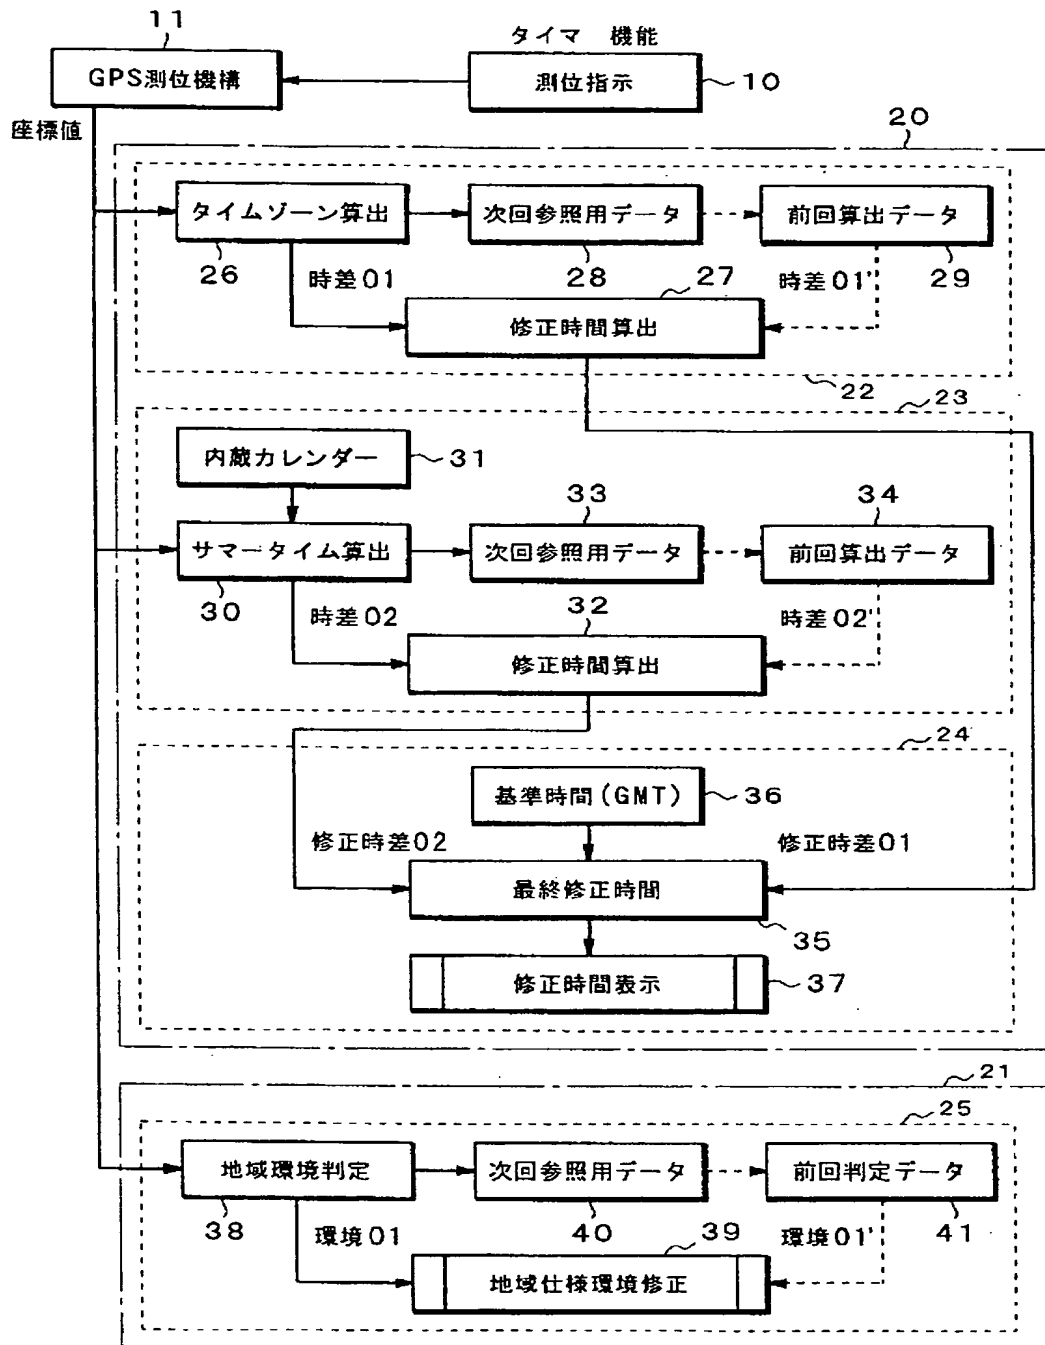 11
タイマ 機能
GPS測位機構
測位指示
10
座標値
20
タイムゾーン算出
次回参照用データ
前回算出データ
26
時差01
28
27
時差01'
29
修正時間算出
22
23
内蔵カレンダー
31
33
34
サマータイム算出
次回参照用データ
前回算出データ
30
時差02
32
時差02'
修正時間算出
24
基準時間(GMT)
36
修正時差02
修正時差01
最終修正時間
35
修正時間表示
37
21
25
地域環境判定
次回参照用データ
前回判定データ
38
環境01
40
39
環境01'
41
地域仕様環境修正